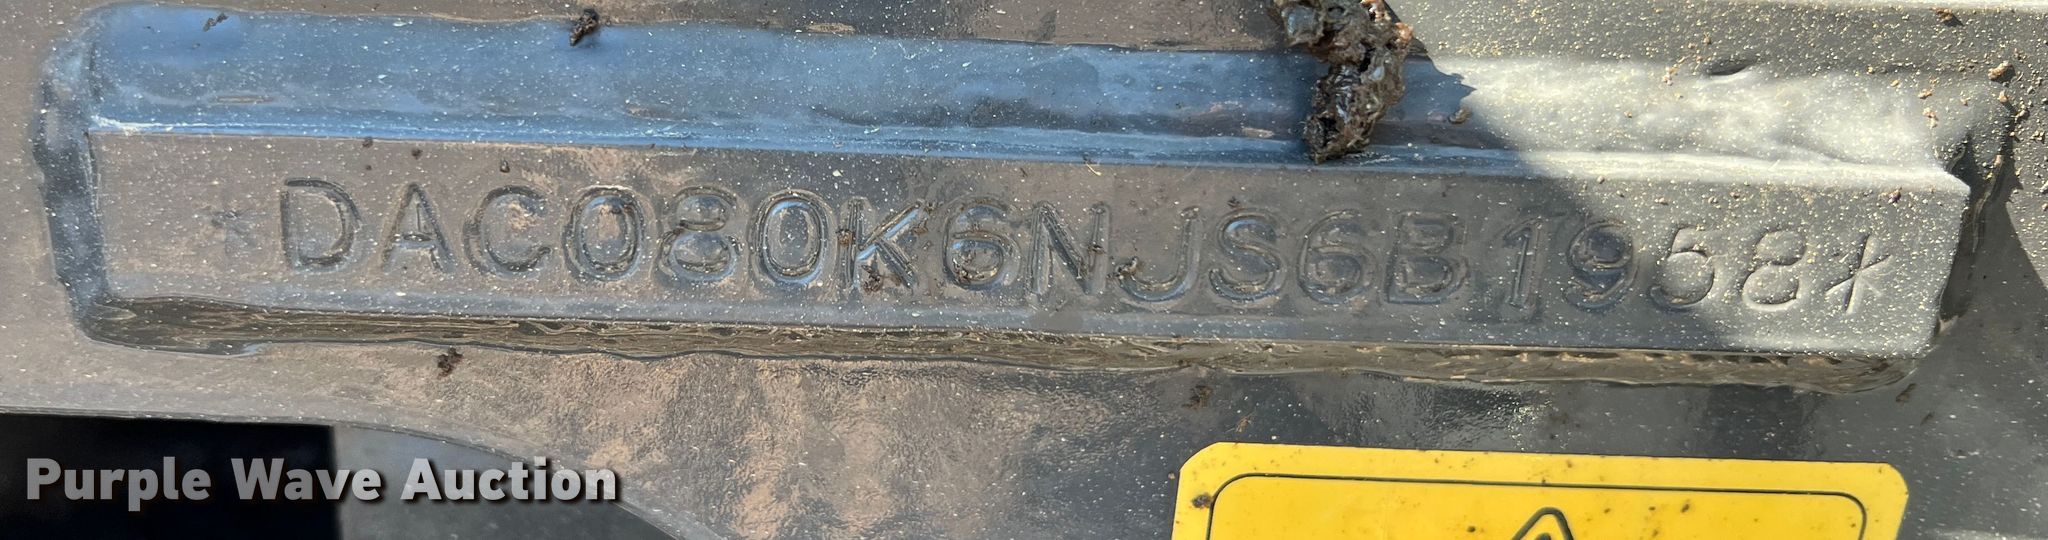 *DAC080K6NJS6B1958*
Purple Wave Auction